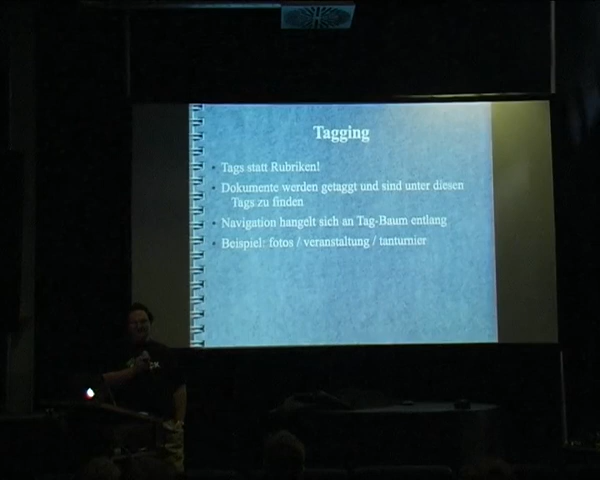 Tagging
• Tags statt Rubriken!
• Dokumente werden getaggt und sind unter diesen
Tags zu finden
• Navigation hangelt sich an Tag-Baum entlang
• Beispiel: fotos / veranstaltung / tanturnier